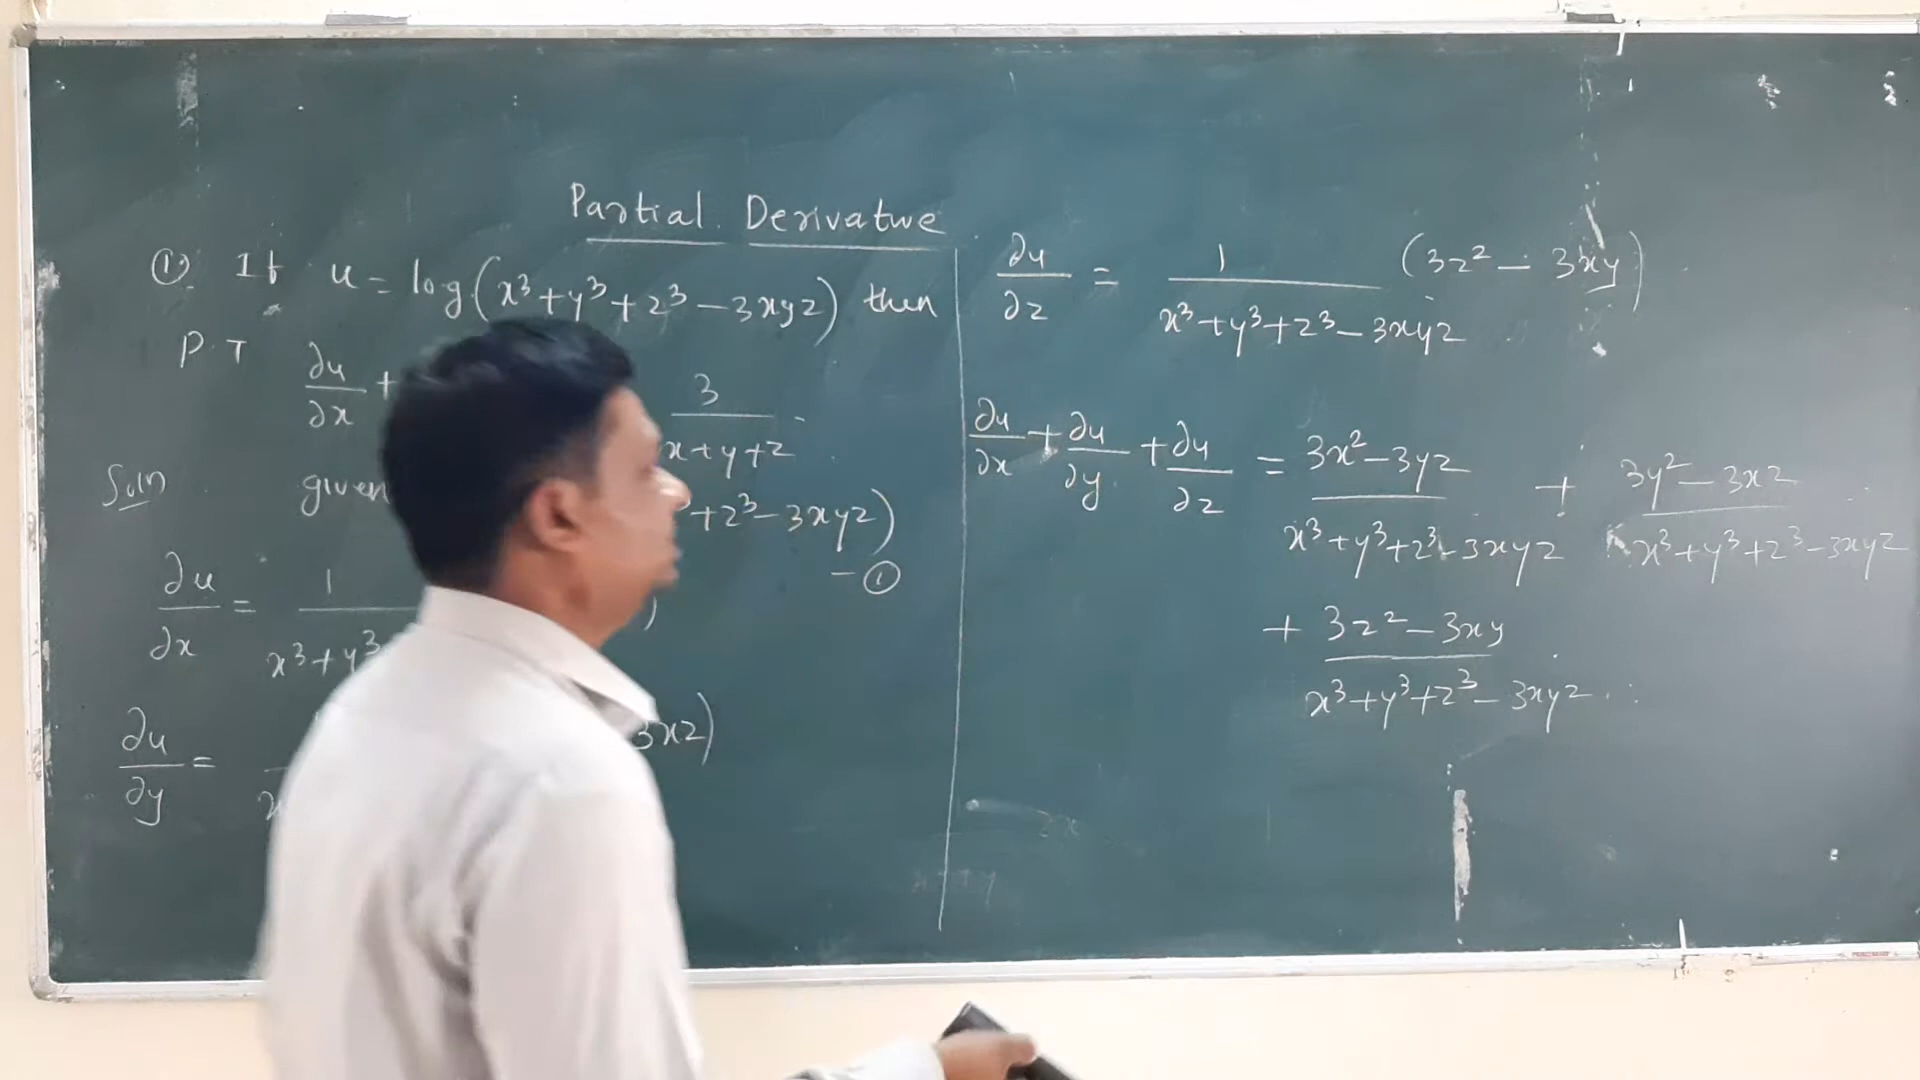 Partial Derivative
① If u = log (x³+y³+z³−3xyz) then
P.T ∂u/∂x + 3/x+y+z
Soln given +z³−3xyz)
−①
∂u/∂x = 1/x³+y³ )
∂u/∂y = 3xz)
∂u/∂z = 1/x³+y³+z³−3xyz (3z²−3xy)
∂u/∂x + ∂u/∂y + ∂u/∂z = 3x²−3yz/x³+y³+z³−3xyz + 3y²−3xz/x³+y³+z³−3xyz
+ 3z²−3xy/x³+y³+z³−3xyz